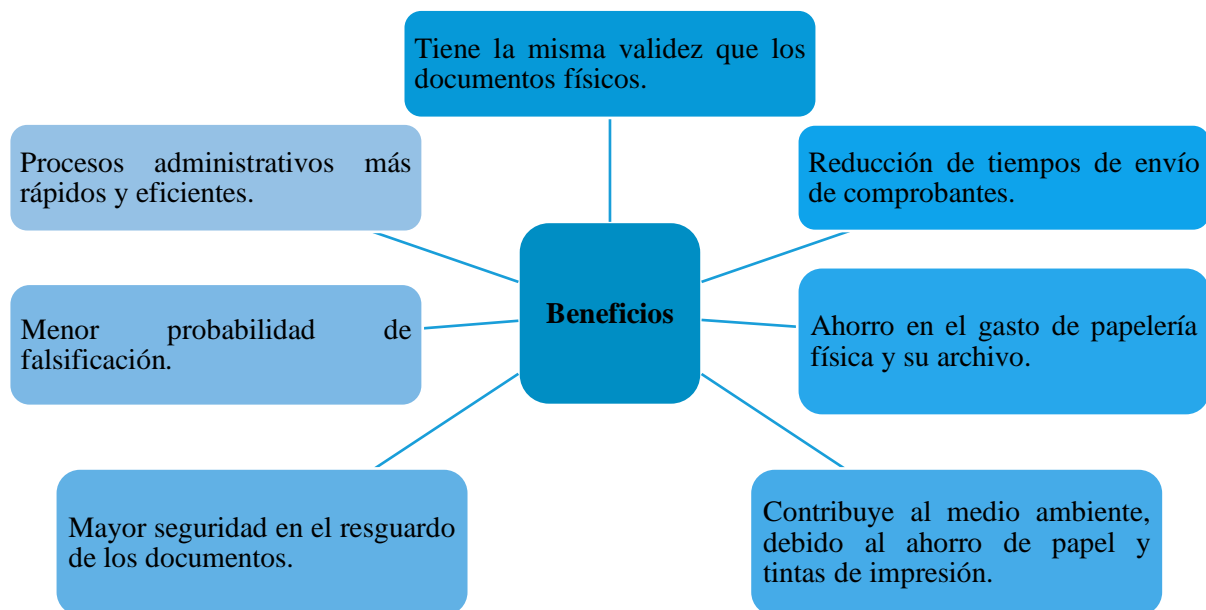 Tiene la misma validez que los
documentos físicos.
Procesos administrativos más
rápidos y eficientes.
Reducción de tiempos de envío
de comprobantes.
Beneficios
Menor probabilidad de
falsificación.
Ahorro en el gasto de papelería
física y su archivo.
Mayor seguridad en el resguardo
de los documentos.
Contribuye al medio ambiente,
debido al ahorro de papel y
tintas de impresión.